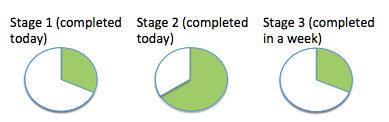 Stage 1 (completed today)
Stage 2 (completed today)
Stage 3 (completed in a week)